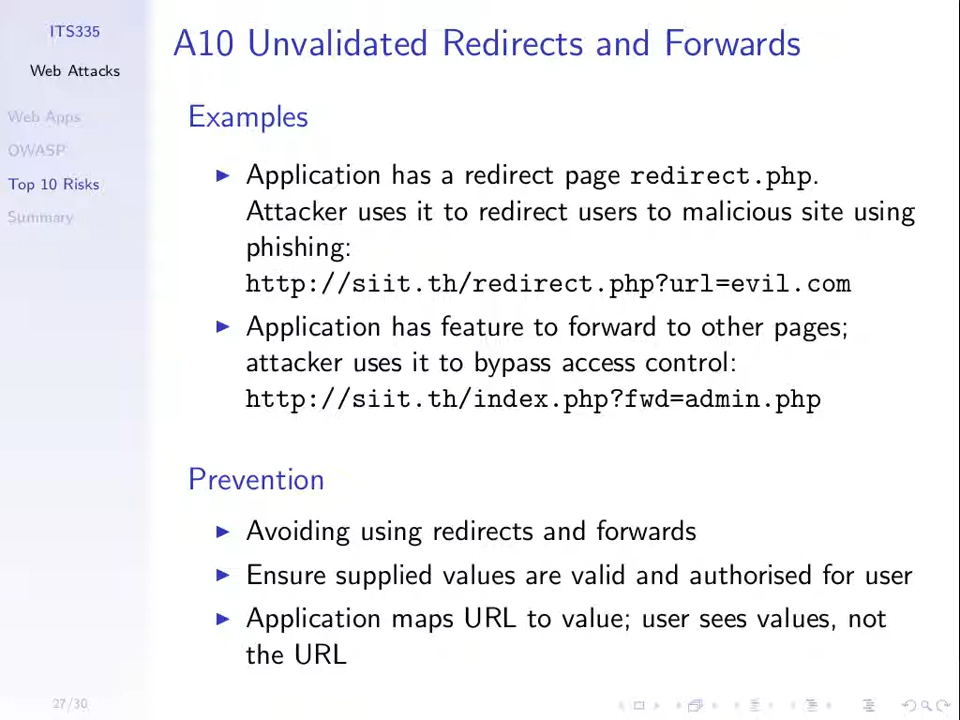 ITS335
Web Attacks
Web Apps
OWASP
Top 10 Risks
Summary
A10 Unvalidated Redirects and Forwards
Examples
Application has a redirect page redirect.php.
Attacker uses it to redirect users to malicious site using
phishing:
http://siit.th/redirect.php?url=evil.com
Application has feature to forward to other pages;
attacker uses it to bypass access control:
http://siit.th/index.php?fwd=admin.php
Prevention
Avoiding using redirects and forwards
Ensure supplied values are valid and authorised for user
Application maps URL to value; user sees values, not
the URL
27/30